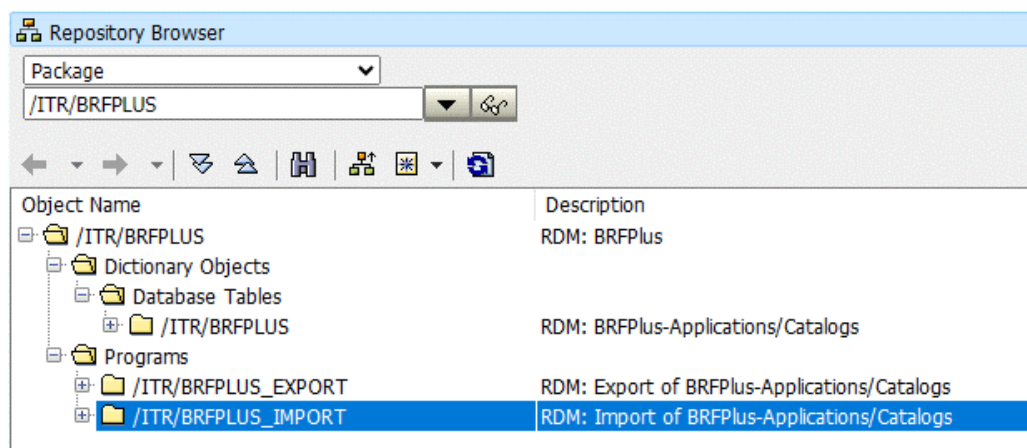 Repository Browser
Package
/ITR/BRFPLUS
Object Name Description
/ITR/BRFPLUS RDM: BRFPlus
Dictionary Objects
Database Tables
/ITR/BRFPLUS RDM: BRFPlus-Applications/Catalogs
Programs
/ITR/BRFPLUS_EXPORT RDM: Export of BRFPlus-Applications/Catalogs
/ITR/BRFPLUS_IMPORT RDM: Import of BRFPlus-Applications/Catalogs